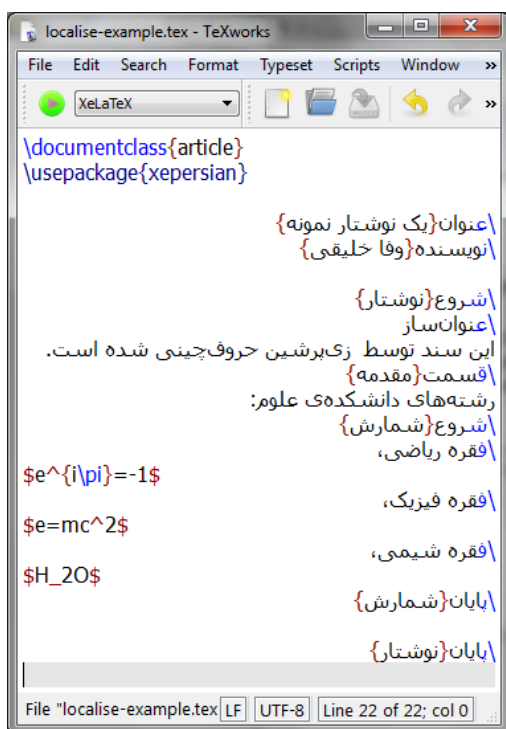 localise-example.tex - TeXworks
File Edit Search Format Typeset Scripts Window »
XeLaTeX »
\documentclass{article}
\usepackage{xepersian}
\عنوان{یک نوشتار نمونه}
\نویسنده{وفا خلیقی}
\شروع{نوشتار}
\عنوان‌ساز
این سند توسط زی‌پرشین حروف‌چینی شده است.
\قسمت{مقدمه}
رشته‌های دانشکده‌ی علوم:
\شروع{شمارش}
\فقره ریاضی،
$e^{i\pi}=-1$
\فقره فیزیک،
$e=mc^2$
\فقره شیمی،
$H_2O$
\پایان{شمارش}
\پایان{نوشتار}
File "localise-example.tex LF UTF-8 Line 22 of 22; col 0